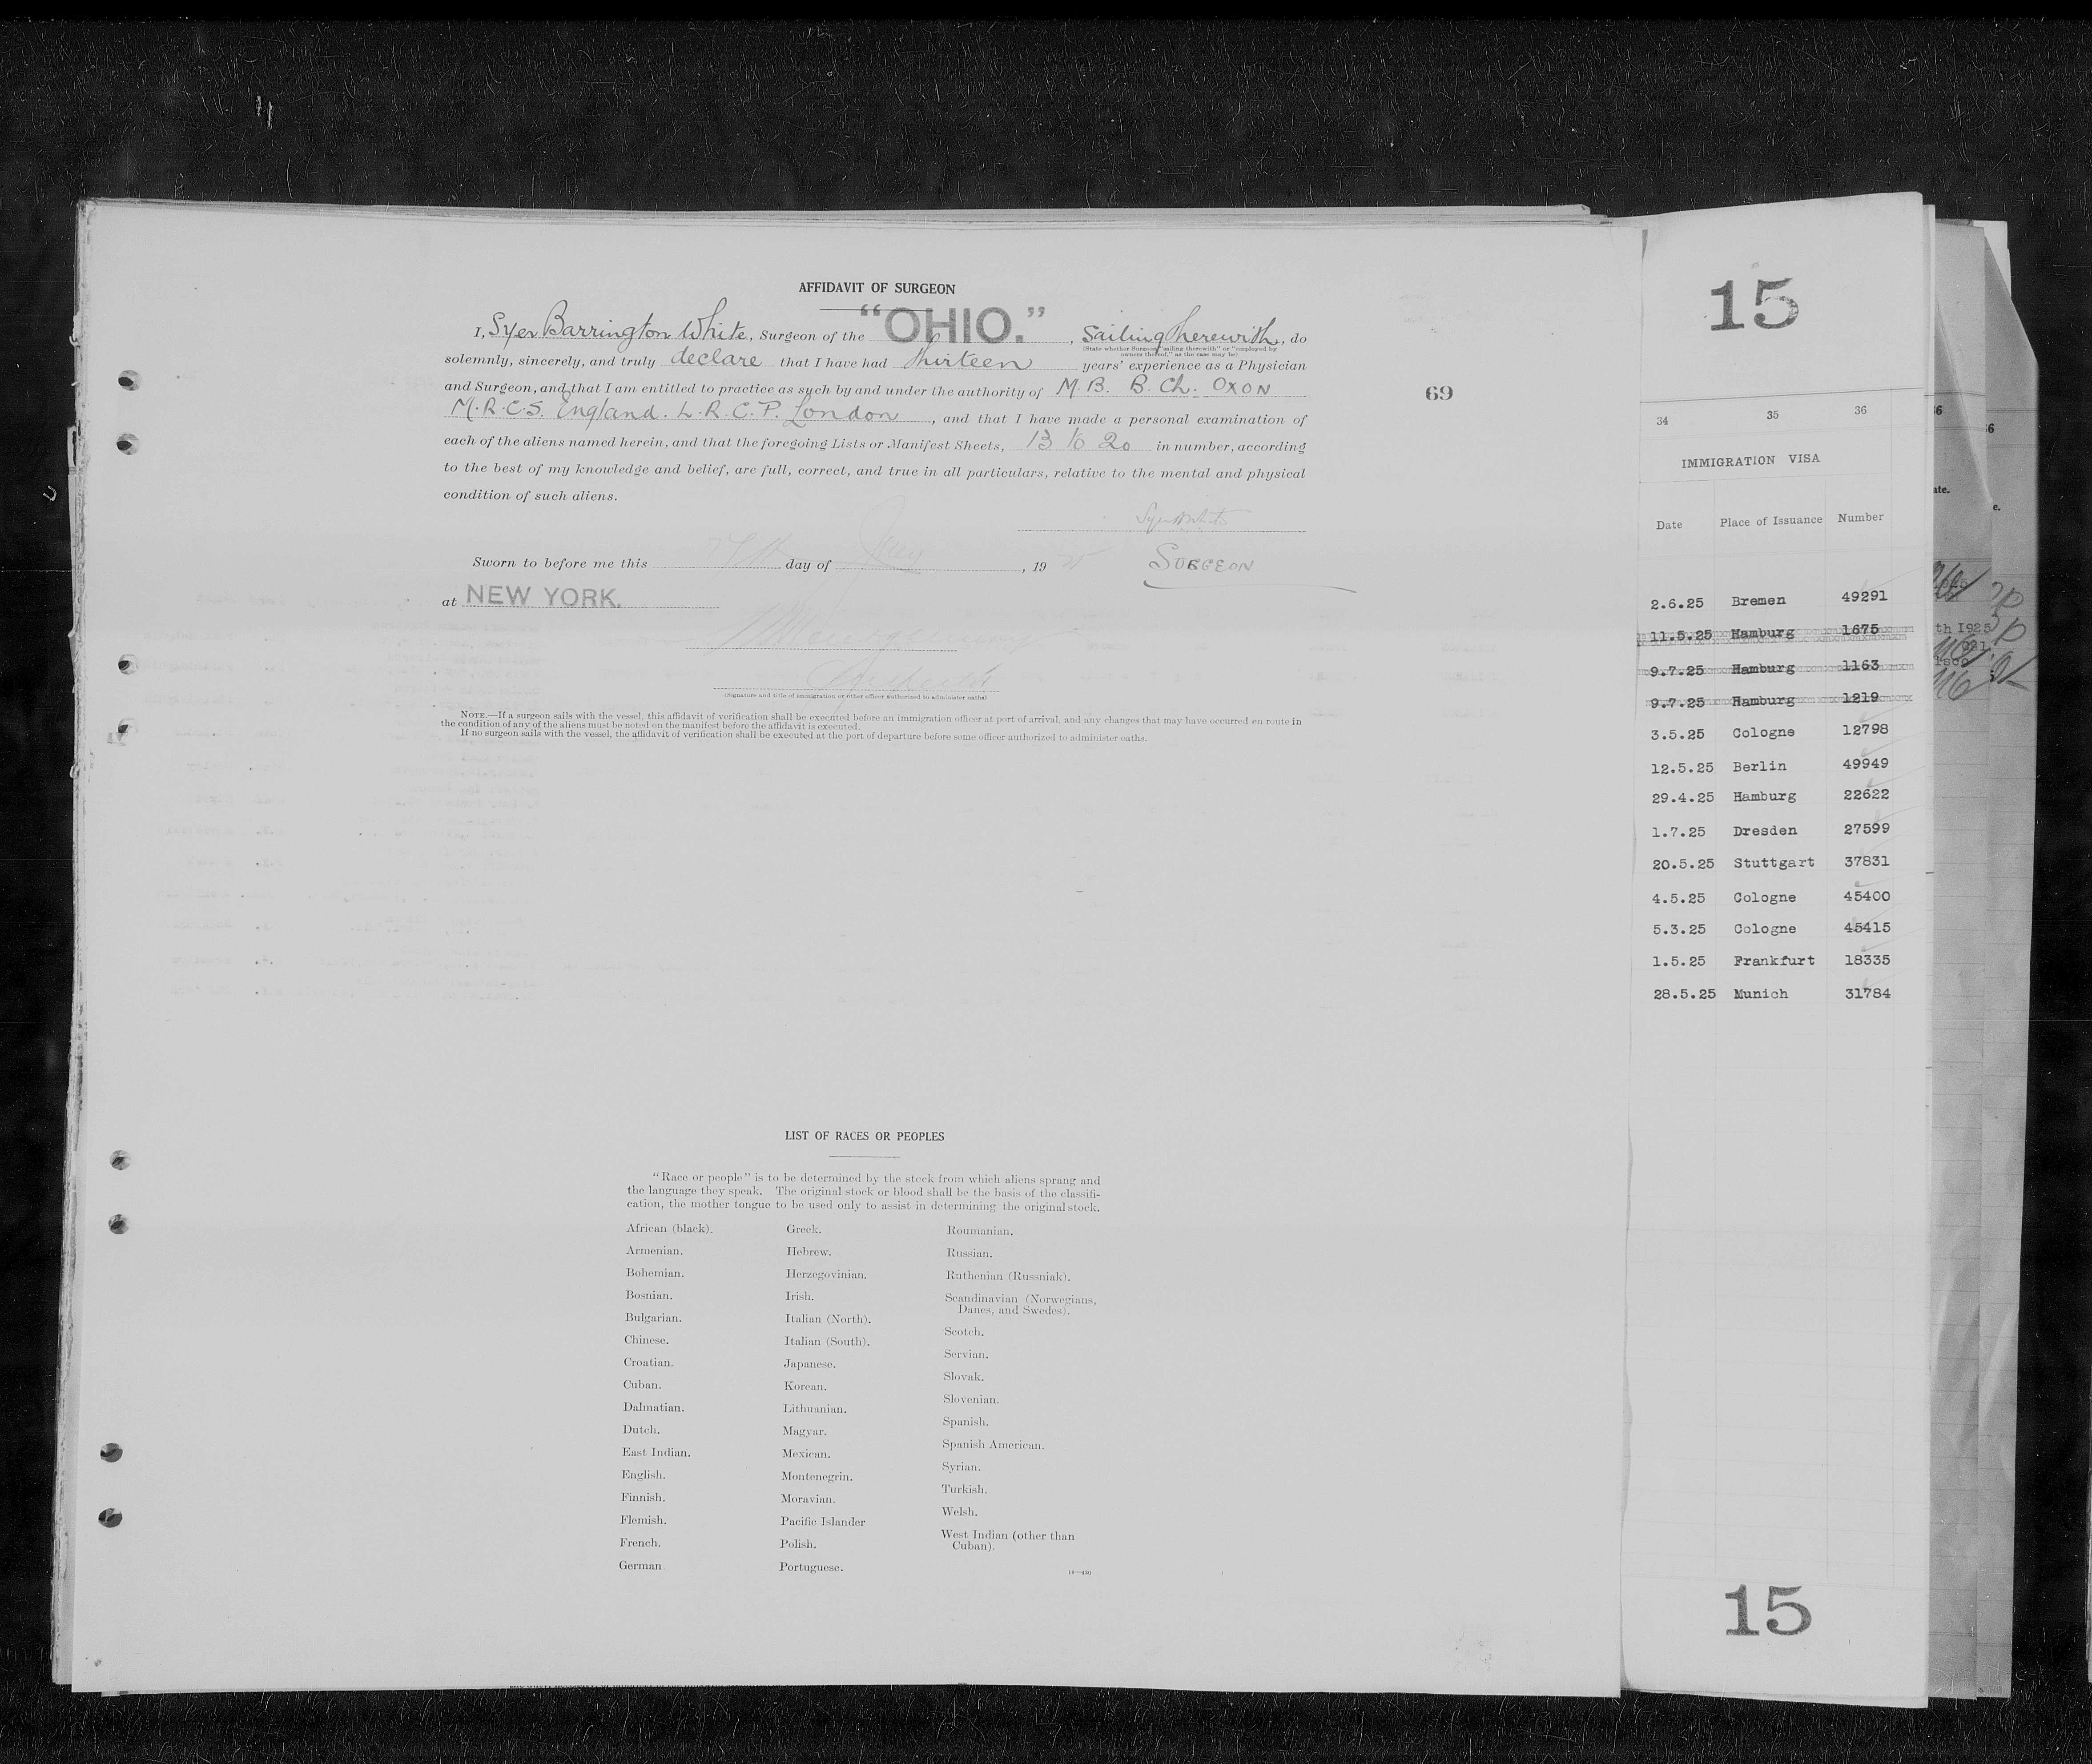 AFFIDAVIT OF SURGEON
I, Syer Barrington White, Surgeon of the "OHIO.", Sailing therewith, do
(State whether Surgeon "sailing therewith" or "employed by
owners thereof," as the case may be)
solemnly, sincerely, and truly declare that I have had thirteen years' experience as a Physician
and Surgeon, and that I am entitled to practice as such by and under the authority of M.B. B.Ch. OXON
M.R.C.S. England. L.R.C.P. London, and that I have made a personal examination of
each of the aliens named herein, and that the foregoing Lists or Manifest Sheets, 13 to 20 in number, according
to the best of my knowledge and belief, are full, correct, and true in all particulars, relative to the mental and physical
condition of such aliens.
Sworn to before me this day of , 19
SURGEON
at NEW YORK.
(Signature and title of immigration or other officer authorized to administer oaths)
NOTE.—If a surgeon sails with the vessel, this affidavit of verification shall be executed before an immigration officer at port of arrival, and any changes that may have occurred en route in
the condition of any of the aliens must be noted on the manifest before the affidavit is executed.
If no surgeon sails with the vessel, the affidavit of verification shall be executed at the port of departure before some officer authorized to administer oaths.
69
LIST OF RACES OR PEOPLES
"Race or people" is to be determined by the stock from which aliens sprang and
the language they speak. The original stock or blood shall be the basis of the classifi-
cation, the mother tongue to be used only to assist in determining the original stock.
African (black).
Armenian.
Bohemian.
Bosnian.
Bulgarian.
Chinese.
Croatian.
Cuban.
Dalmatian.
Dutch.
East Indian.
English.
Finnish.
Flemish.
French.
German.
Greek.
Hebrew.
Herzegovinian.
Irish.
Italian (North).
Italian (South).
Japanese.
Korean.
Lithuanian.
Magyar.
Mexican.
Montenegrin.
Moravian.
Pacific Islander
Polish.
Portuguese.
Roumanian.
Russian.
Ruthenian (Russniak).
Scandinavian (Norwegians,
Danes, and Swedes).
Scotch.
Servian.
Slovak.
Slovenian.
Spanish.
Spanish American.
Syrian.
Turkish.
Welsh.
West Indian (other than
Cuban).
15
34 35 36
IMMIGRATION VISA
Date Place of Issuance Number
2.6.25 Bremen 49291
11.5.25 Hamburg 1675
9.7.25 Hamburg 1163
9.7.25 Hamburg 1219
3.5.25 Cologne 12798
12.5.25 Berlin 49949
29.4.25 Hamburg 22622
1.7.25 Dresden 27599
20.5.25 Stuttgart 37831
4.5.25 Cologne 45400
5.3.25 Cologne 45415
1.5.25 Frankfurt 18335
28.5.25 Munich 31784
15